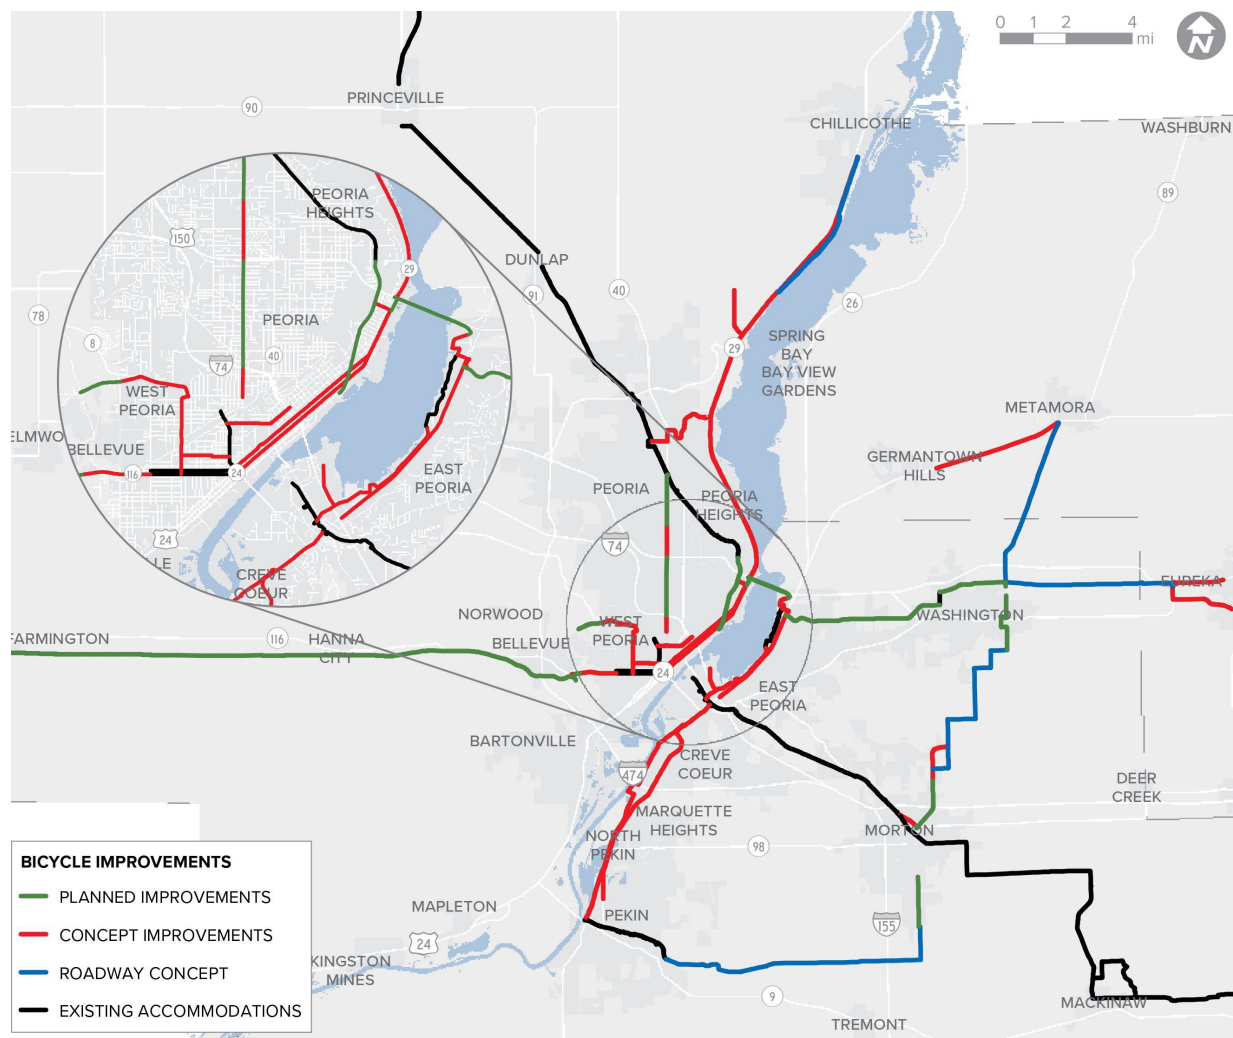 0 1 2 4
mi
N
PRINCEVILLE
90
CHILLICOTHE
WASHBURN
89
PEORIA
HEIGHTS
150
DUNLAP
29
91
40
26
78
8
PEORIA
40
74
SPRING
BAY
BAY VIEW
GARDENS
29
WEST
PEORIA
METAMORA
ELMWO
BELLEVUE
116
24
EAST
PEORIA
GERMANTOWN
HILLS
PEORIA
PEORIA
HEIGHTS
24
LLE
74
CREVE
COEUR
EUREKA
NORWOOD
WEST
PEORIA
WASHINGTON
FARMINGTON
116
HANNA
CITY
BELLEVUE
24
EAST
PEORIA
BARTONVILLE
CREVE
COEUR
474
DEER
CREEK
MARQUETTE
HEIGHTS
NORTH
PEKIN
MORTON
98
MAPLETON
PEKIN
24
155
KINGSTON
MINES
9
MACKINAW
TREMONT
BICYCLE IMPROVEMENTS
PLANNED IMPROVEMENTS
CONCEPT IMPROVEMENTS
ROADWAY CONCEPT
EXISTING ACCOMMODATIONS